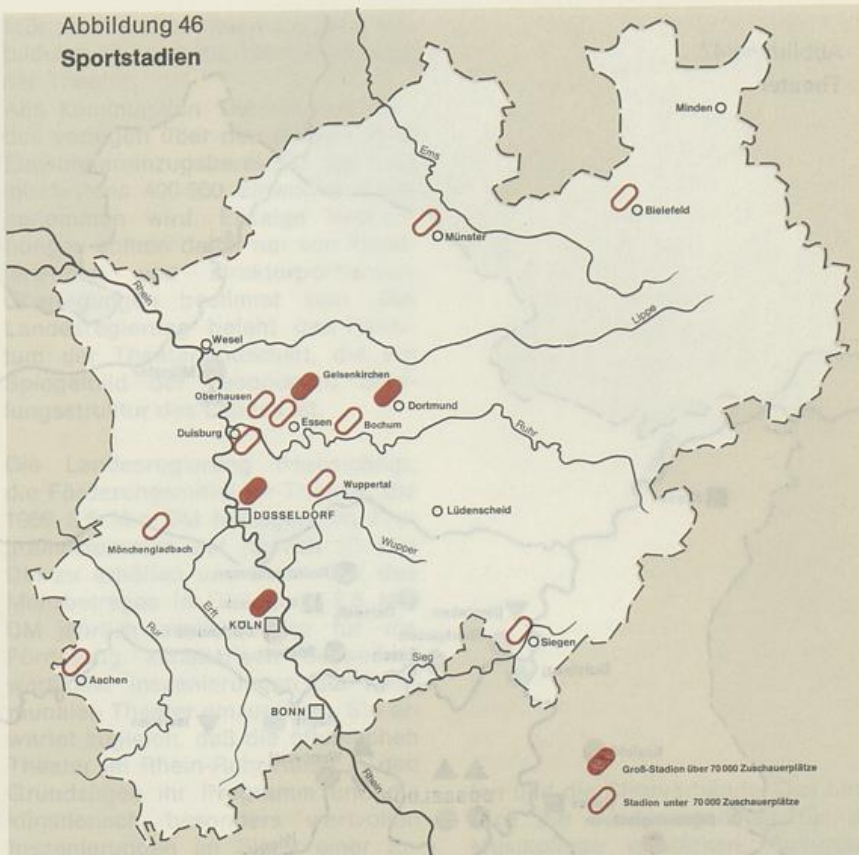 Abbildung 46
Sportstadien
Minden
Ems
Bielefeld
Münster
Rhein
Lippe
Wesel
Gelsenkirchen
Oberhausen
Dortmund
Essen
Bochum
Duisburg
Ruhr
Wuppertal
DÜSSELDORF
Lüdenscheid
Mönchengladbach
Wupper
Erft
Rur
KÖLN
Siegen
Sieg
Aachen
BONN
Rhein
Groß-Stadion über 70 000 Zuschauerplätze
Stadion unter 70 000 Zuschauerplätze